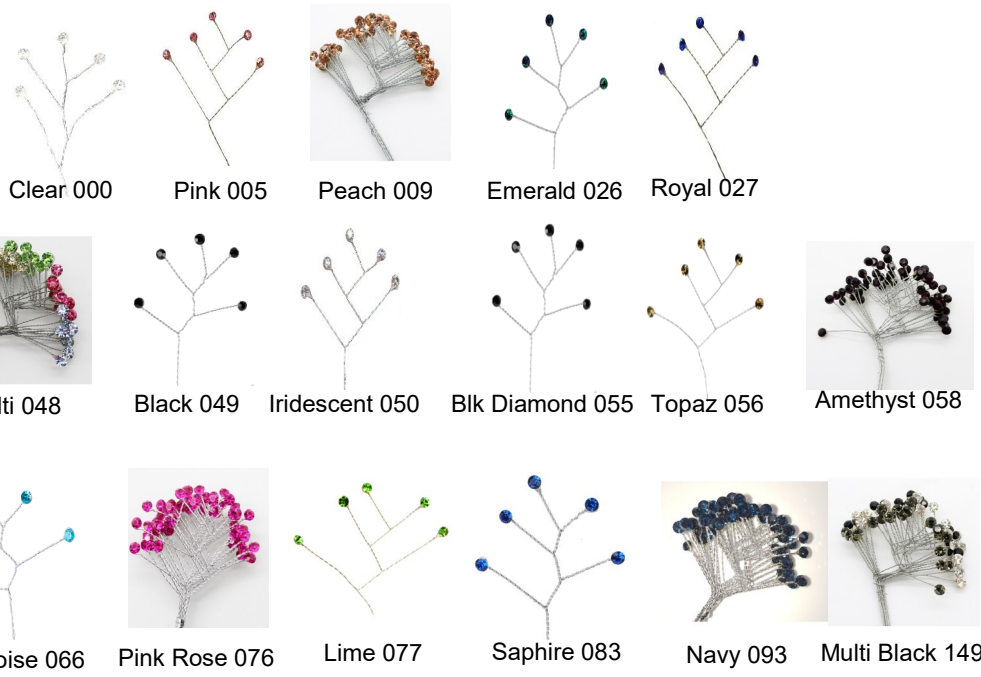 Clear 000 Pink 005 Peach 009 Emerald 026 Royal 027
lti 048 Black 049 Iridescent 050 Blk Diamond 055 Topaz 056 Amethyst 058
oise 066 Pink Rose 076 Lime 077 Saphire 083 Navy 093 Multi Black 149